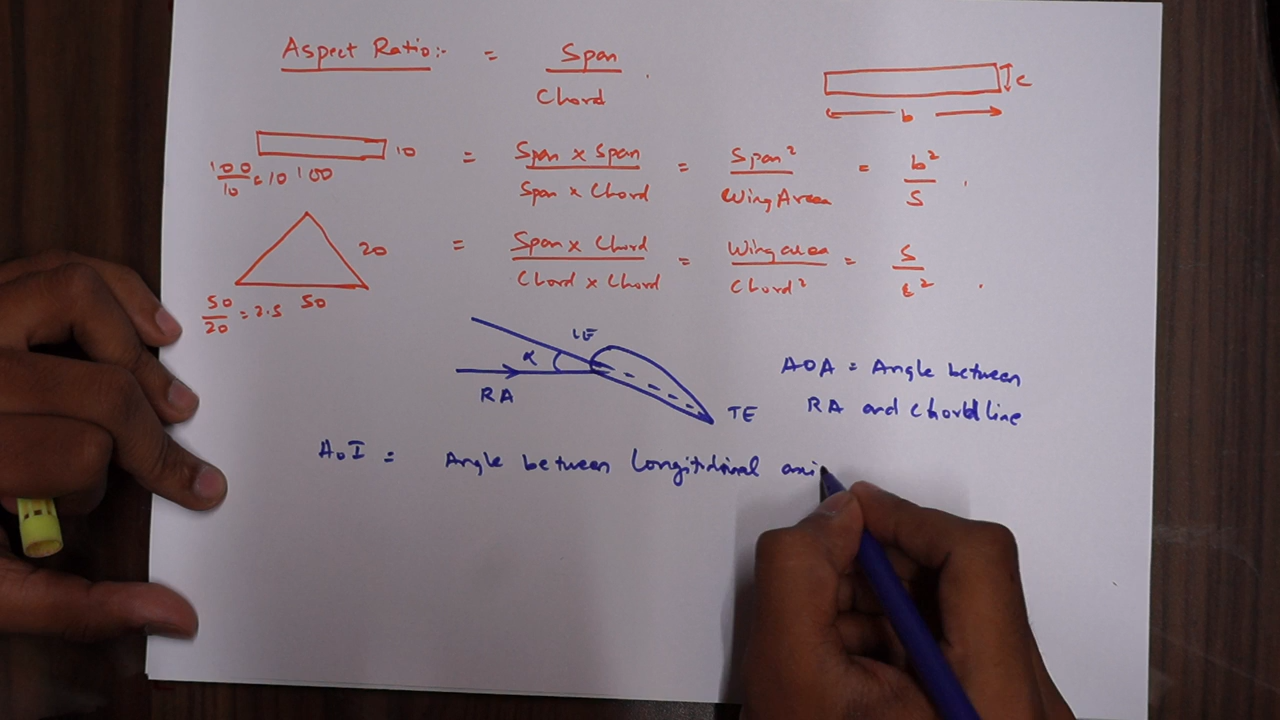 Aspect Ratio:- = Span / Chord .
c
b
10
100/10 = 10 100
= Span x Span / Span x Chord = Span² / Wing Area = b² / S .
20
50/20 = 2.5 50
= Span x Chord / Chord x Chord = Wing area / Chord² = S / c² .
LE
α
RA
TE
AOA = Angle between
RA and Chord line
AOI = Angle between Longitudinal axi